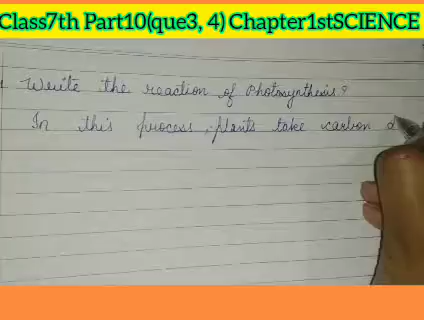 Class7th Part10(que3, 4) Chapter1stSCIENCE
Write the reaction of Photosynthesis?
In this process, plants take carbon d